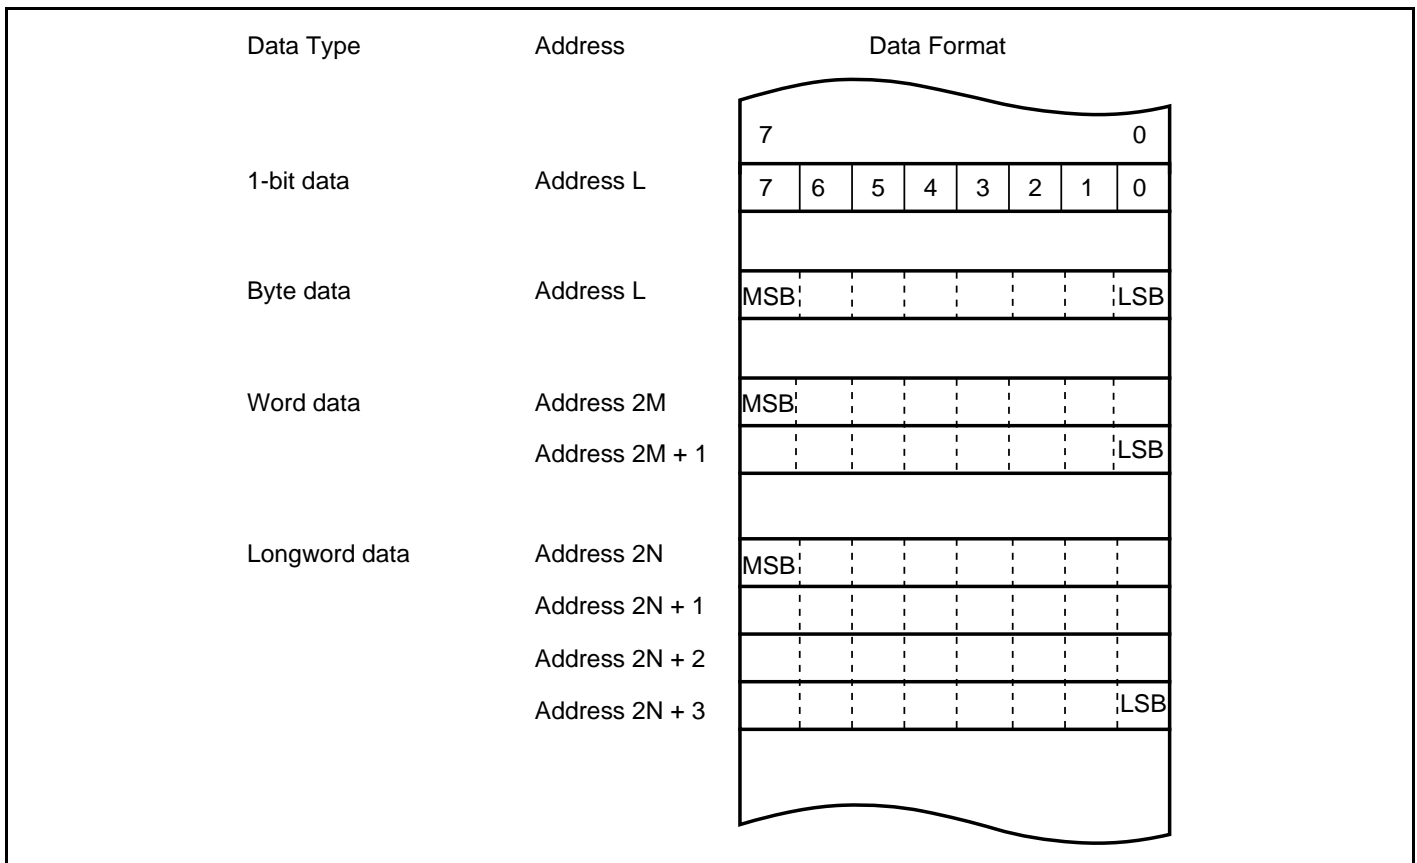 Data Type Address Data Format
7 0
1-bit data Address L 7 6 5 4 3 2 1 0
Byte data Address L MSB LSB
Word data Address 2M MSB
Address 2M + 1 LSB
Longword data Address 2N MSB
Address 2N + 1
Address 2N + 2
Address 2N + 3 LSB